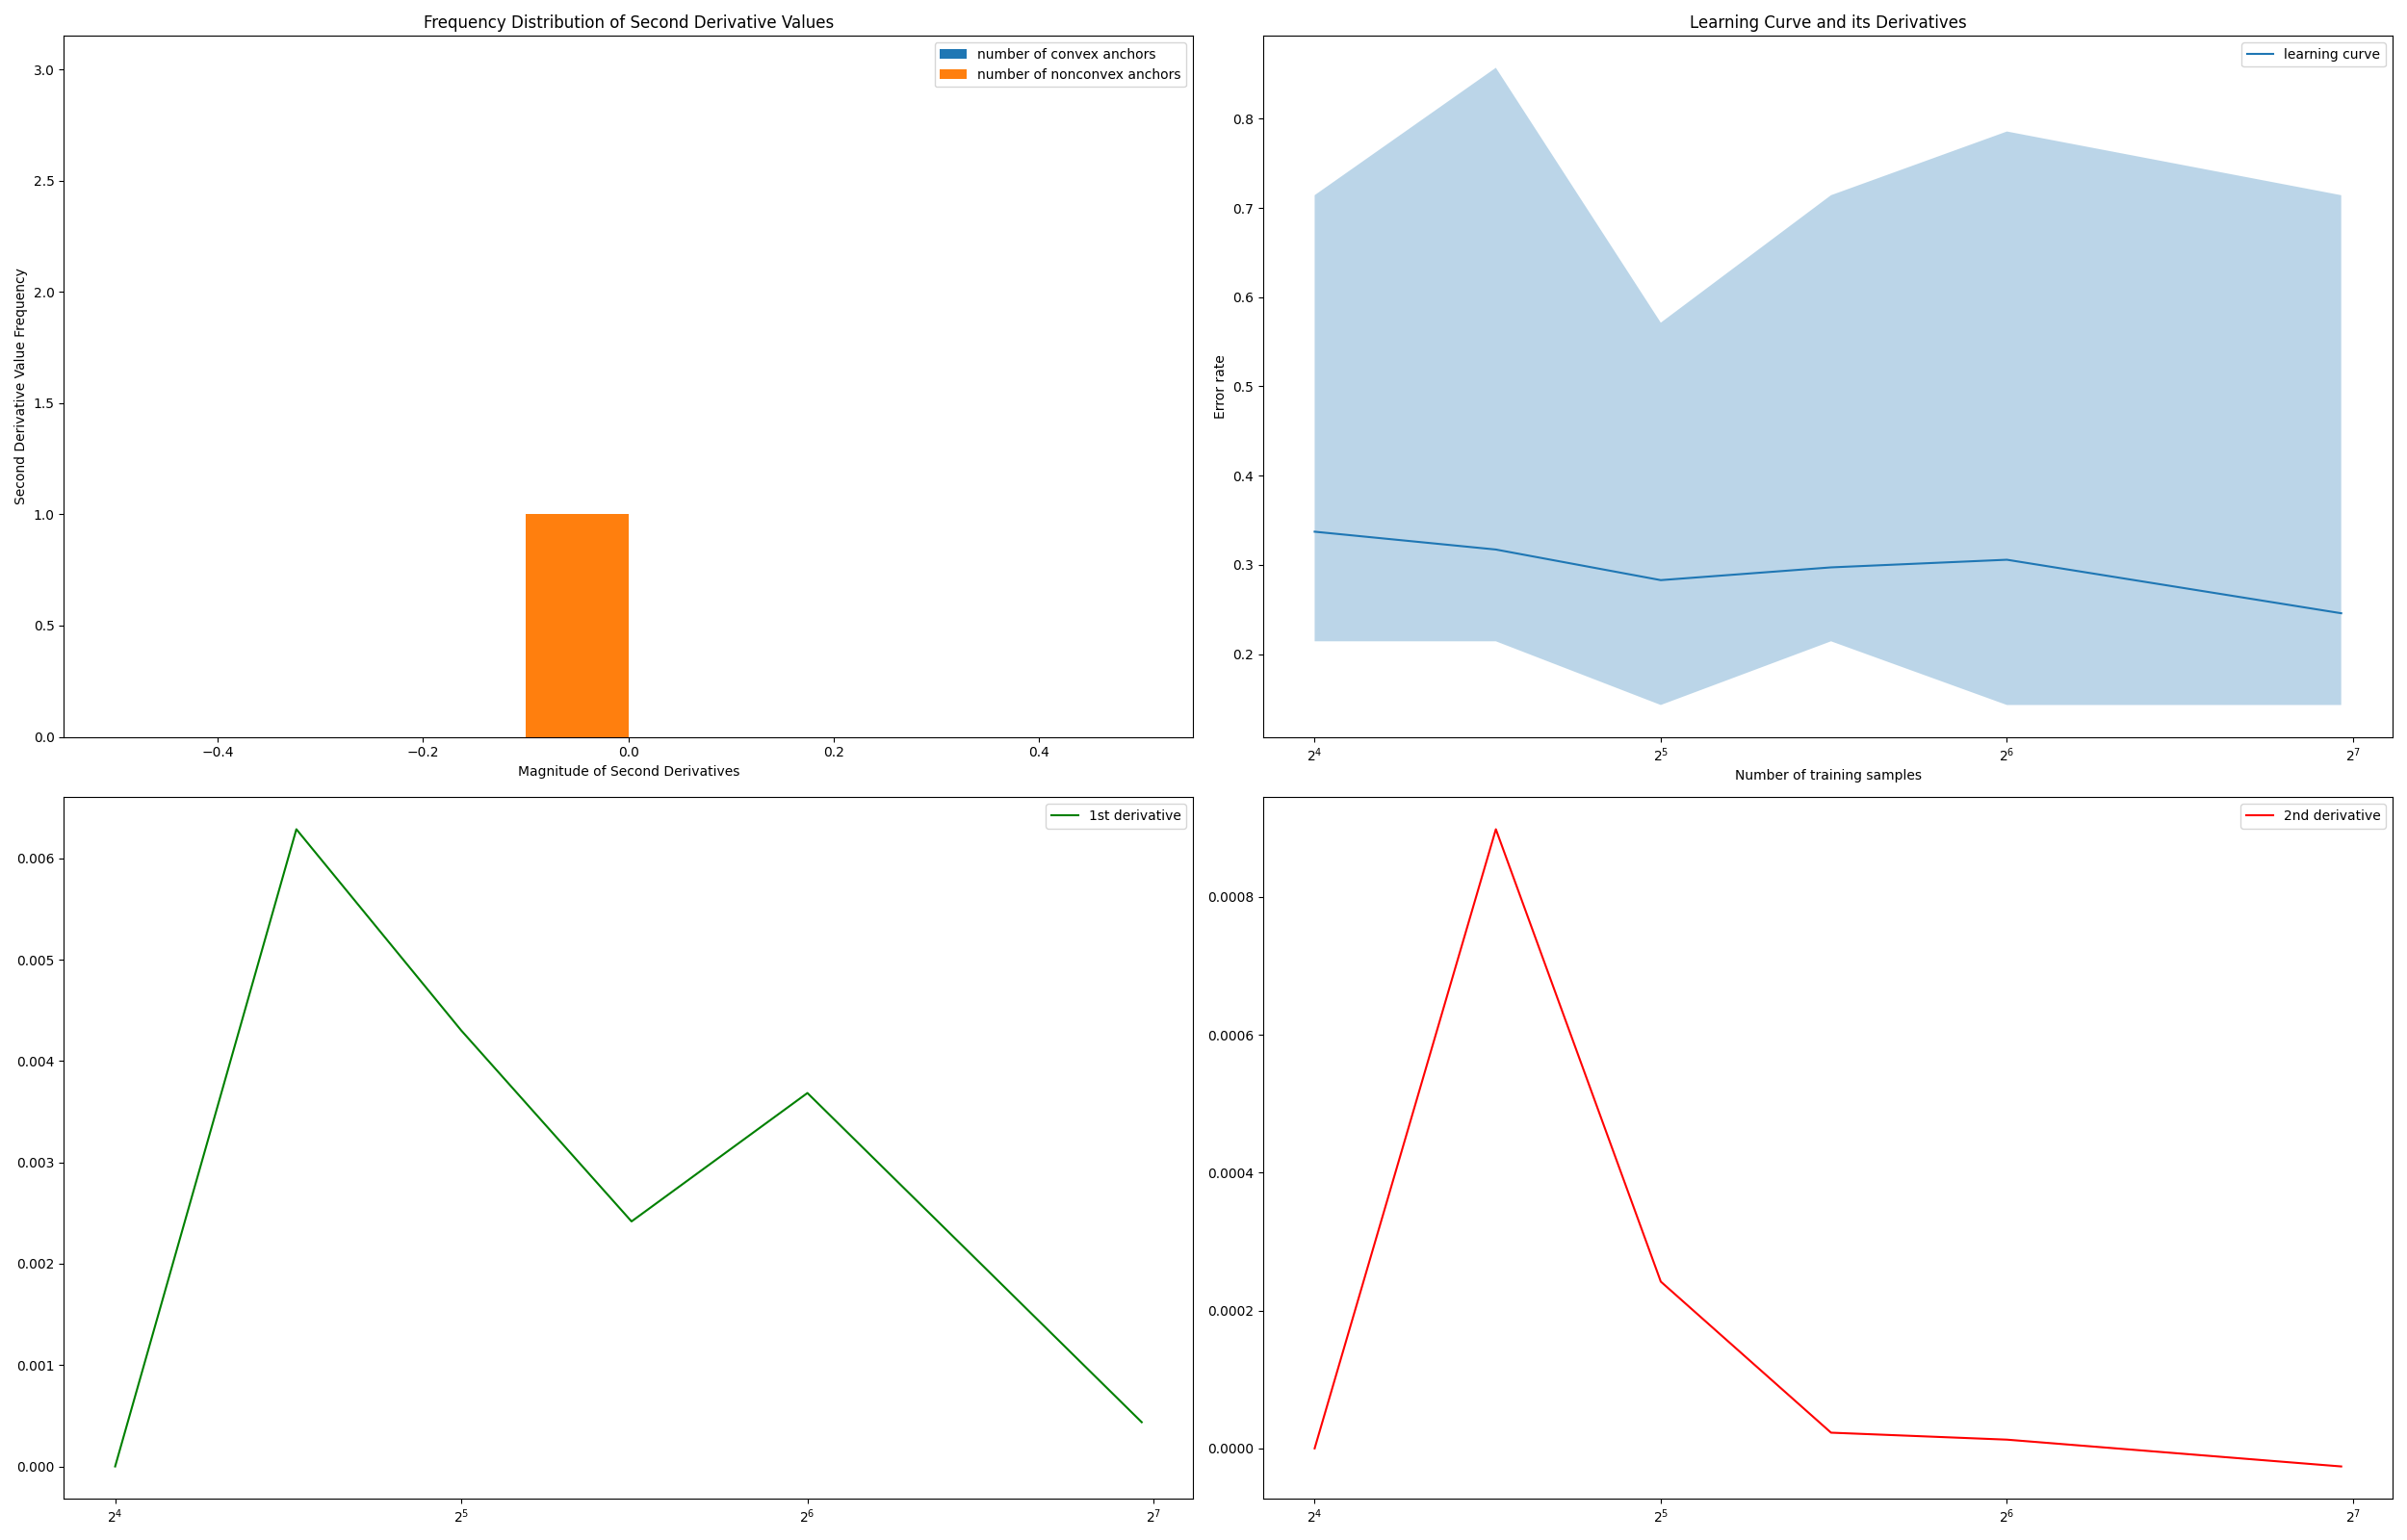 Frequency Distribution of Second Derivative Values
number of convex anchors
number of nonconvex anchors
Second Derivative Value Frequency
3.0
2.5
2.0
1.5
1.0
0.5
0.0
−0.4 −0.2 0.0 0.2 0.4
Magnitude of Second Derivatives
Learning Curve and its Derivatives
learning curve
Error rate
0.8
0.7
0.6
0.5
0.4
0.3
0.2
2⁴ 2⁵ 2⁶ 2⁷
Number of training samples
1st derivative
0.006
0.005
0.004
0.003
0.002
0.001
0.000
2⁴ 2⁵ 2⁶ 2⁷
2nd derivative
0.0008
0.0006
0.0004
0.0002
0.0000
2⁴ 2⁵ 2⁶ 2⁷